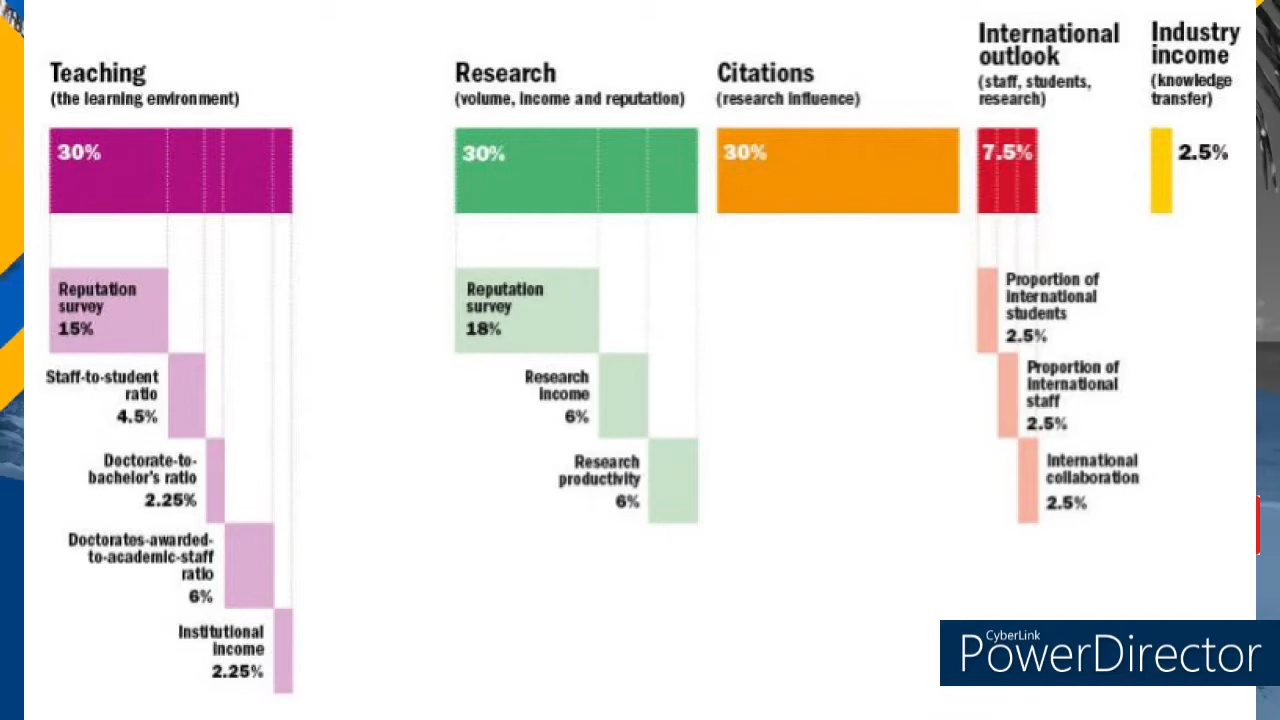 Teaching
(the learning environment)
30%
Reputation
survey
15%
Staff-to-student
ratio
4.5%
Doctorate-to-
bachelor's ratio
2.25%
Doctorates-awarded-
to-academic-staff
ratio
6%
Institutional
income
2.25%
Research
(volume, income and reputation)
30%
Reputation
survey
18%
Research
income
6%
Research
productivity
6%
Citations
(research influence)
30%
International
outlook
(staff, students,
research)
7.5%
Proportion of
international
students
2.5%
Proportion of
international
staff
2.5%
International
collaboration
2.5%
Industry
income
(knowledge
transfer)
2.5%
CyberLink
PowerDirector